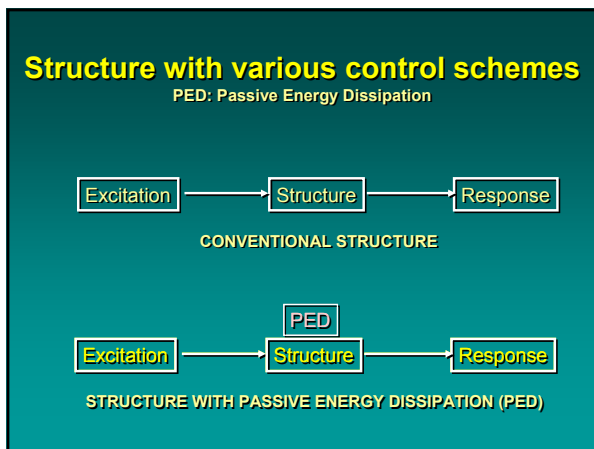 Structure with various control schemes
PED: Passive Energy Dissipation
Excitation Structure Response
CONVENTIONAL STRUCTURE
PED
Excitation Structure Response
STRUCTURE WITH PASSIVE ENERGY DISSIPATION (PED)